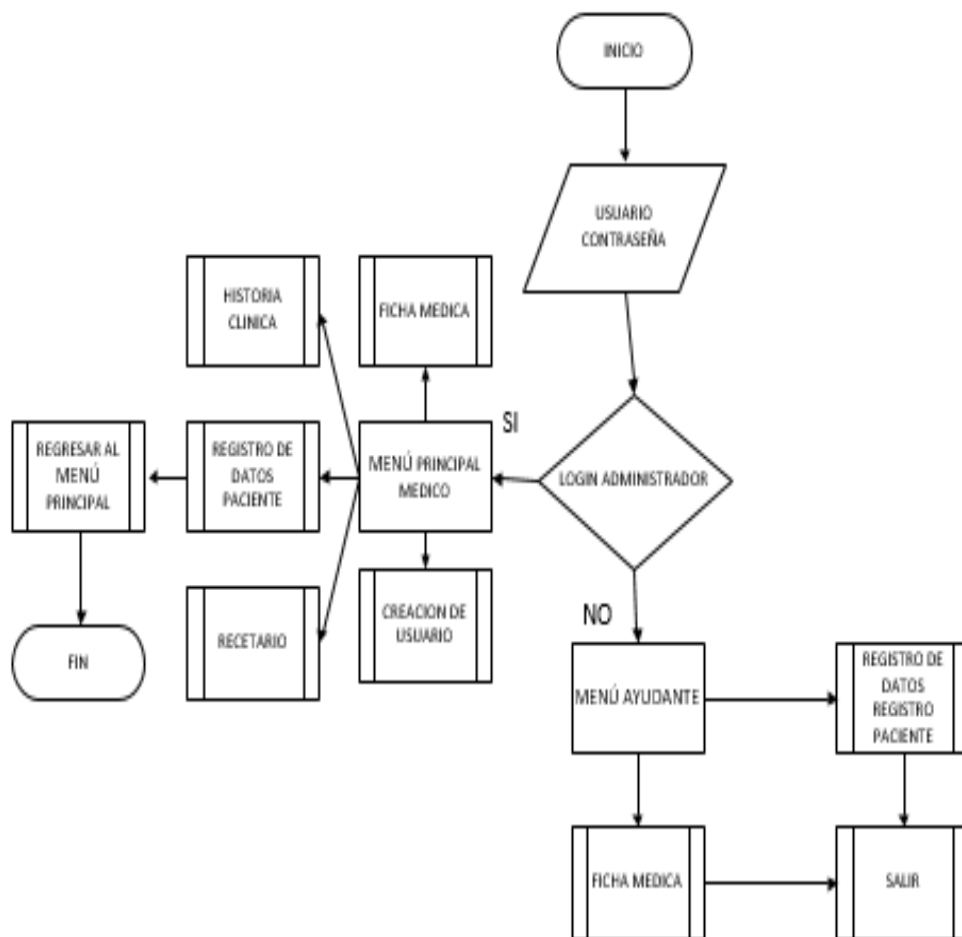 INICIO
USUARIO
CONTRASEÑA
HISTORIA
CLINICA
FICHA MEDICA
SI
REGRESAR AL
MENÚ
PRINCIPAL
REGISTRO DE
DATOS
PACIENTE
MENÚ PRINCIPAL
MEDICO
LOGIN ADMINISTRADOR
RECETARIO
CREACION DE
USUARIO
FIN
NO
MENÚ AYUDANTE
REGISTRO DE
DATOS
REGISTRO
PACIENTE
FICHA MEDICA
SALIR